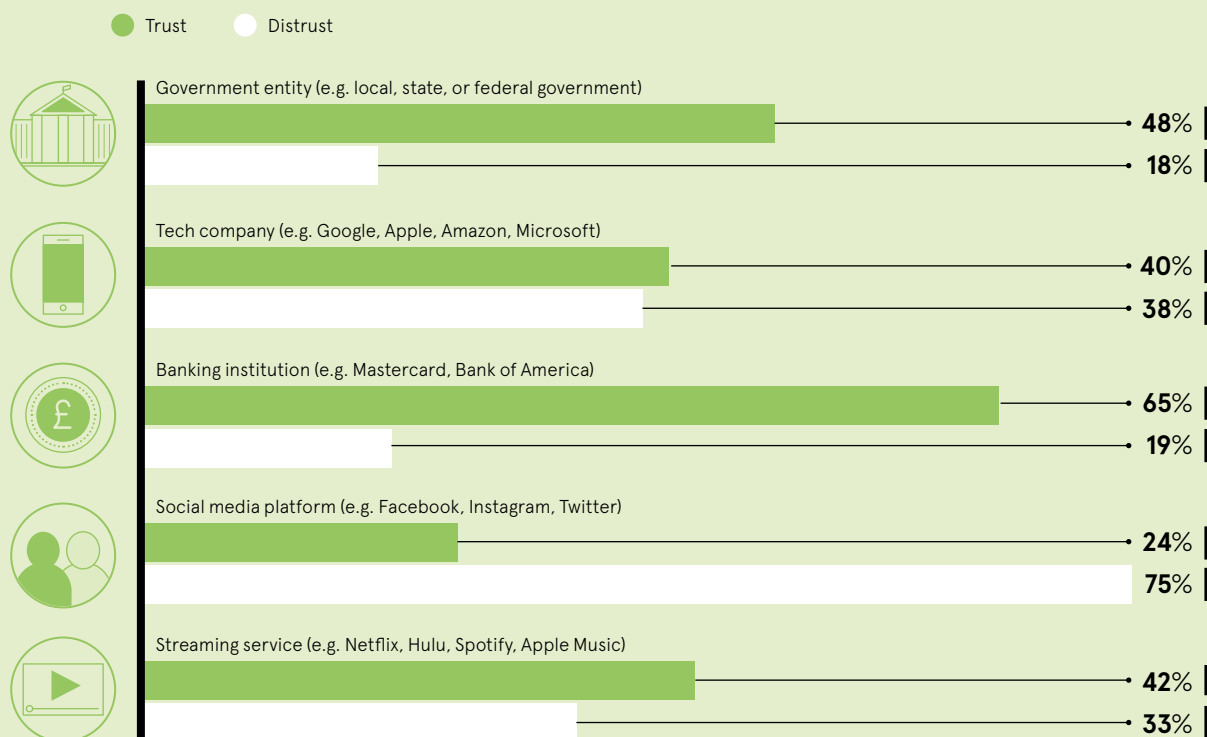 Trust Distrust
Government entity (e.g. local, state, or federal government)
48%
18%
Tech company (e.g. Google, Apple, Amazon, Microsoft)
40%
38%
Banking institution (e.g. Mastercard, Bank of America)
£
65%
19%
Social media platform (e.g. Facebook, Instagram, Twitter)
24%
75%
Streaming service (e.g. Netflix, Hulu, Spotify, Apple Music)
42%
33%